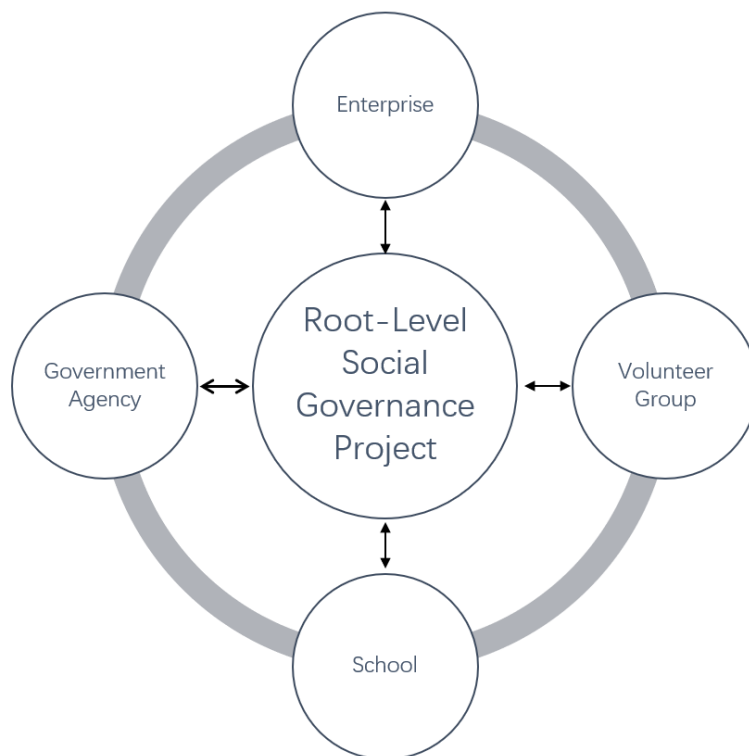 Enterprise
Government
Agency
Root-Level
Social
Governance
Project
Volunteer
Group
School